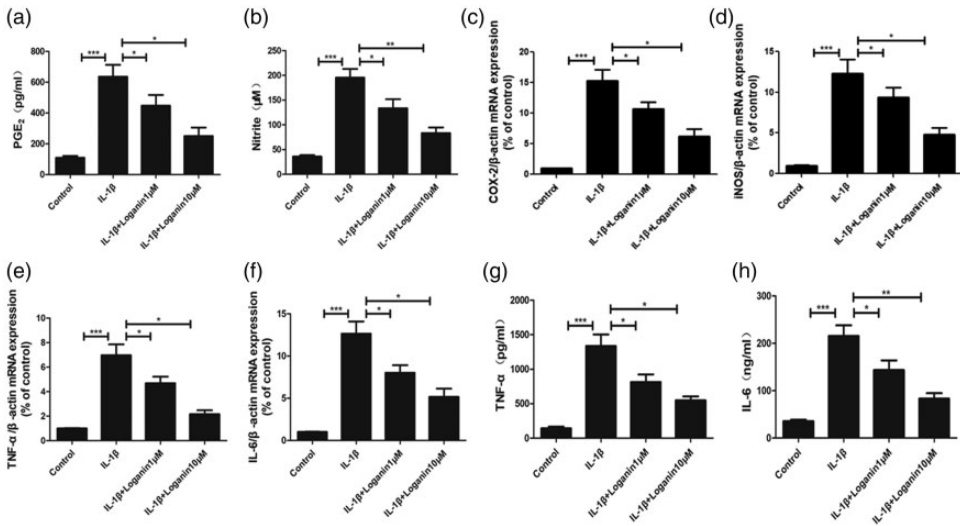 (a)
PGE2 (pg/ml)
800
600
400
200
0
***
*
*
Control
IL-1β
IL-1β+Loganin1μM
IL-1β+Loganin10μM
(b)
Nitrite (μM)
250
200
150
100
50
0
***
*
**
Control
IL-1β
IL-1β+Loganin1μM
IL-1β+Loganin10μM
(c)
COX-2/β-actin mRNA expression
(% of control)
20
15
10
5
0
***
*
*
Control
IL-1β
IL-1β+Loganin1μM
IL-1β+Loganin10μM
(d)
iNOS/β-actin mRNA expression
(% of control)
15
10
5
0
***
*
*
Control
IL-1β
IL-1β+Loganin1μM
IL-1β+Loganin10μM
(e)
TNF-α/β-actin mRNA expression
(% of control)
8
6
4
2
0
***
*
*
Control
IL-1β
IL-1β+Loganin1μM
IL-1β+Loganin10μM
(f)
IL-6/β-actin mRNA expression
(% of control)
15
10
5
0
***
*
*
Control
IL-1β
IL-1β+Loganin1μM
IL-1β+Loganin10μM
(g)
TNF-α (pg/ml)
2000
1500
1000
500
0
***
*
*
Control
IL-1β
IL-1β+Loganin1μM
IL-1β+Loganin10μM
(h)
IL-6 (ng/ml)
300
200
100
0
***
*
**
Control
IL-1β
IL-1β+Loganin1μM
IL-1β+Loganin10μM